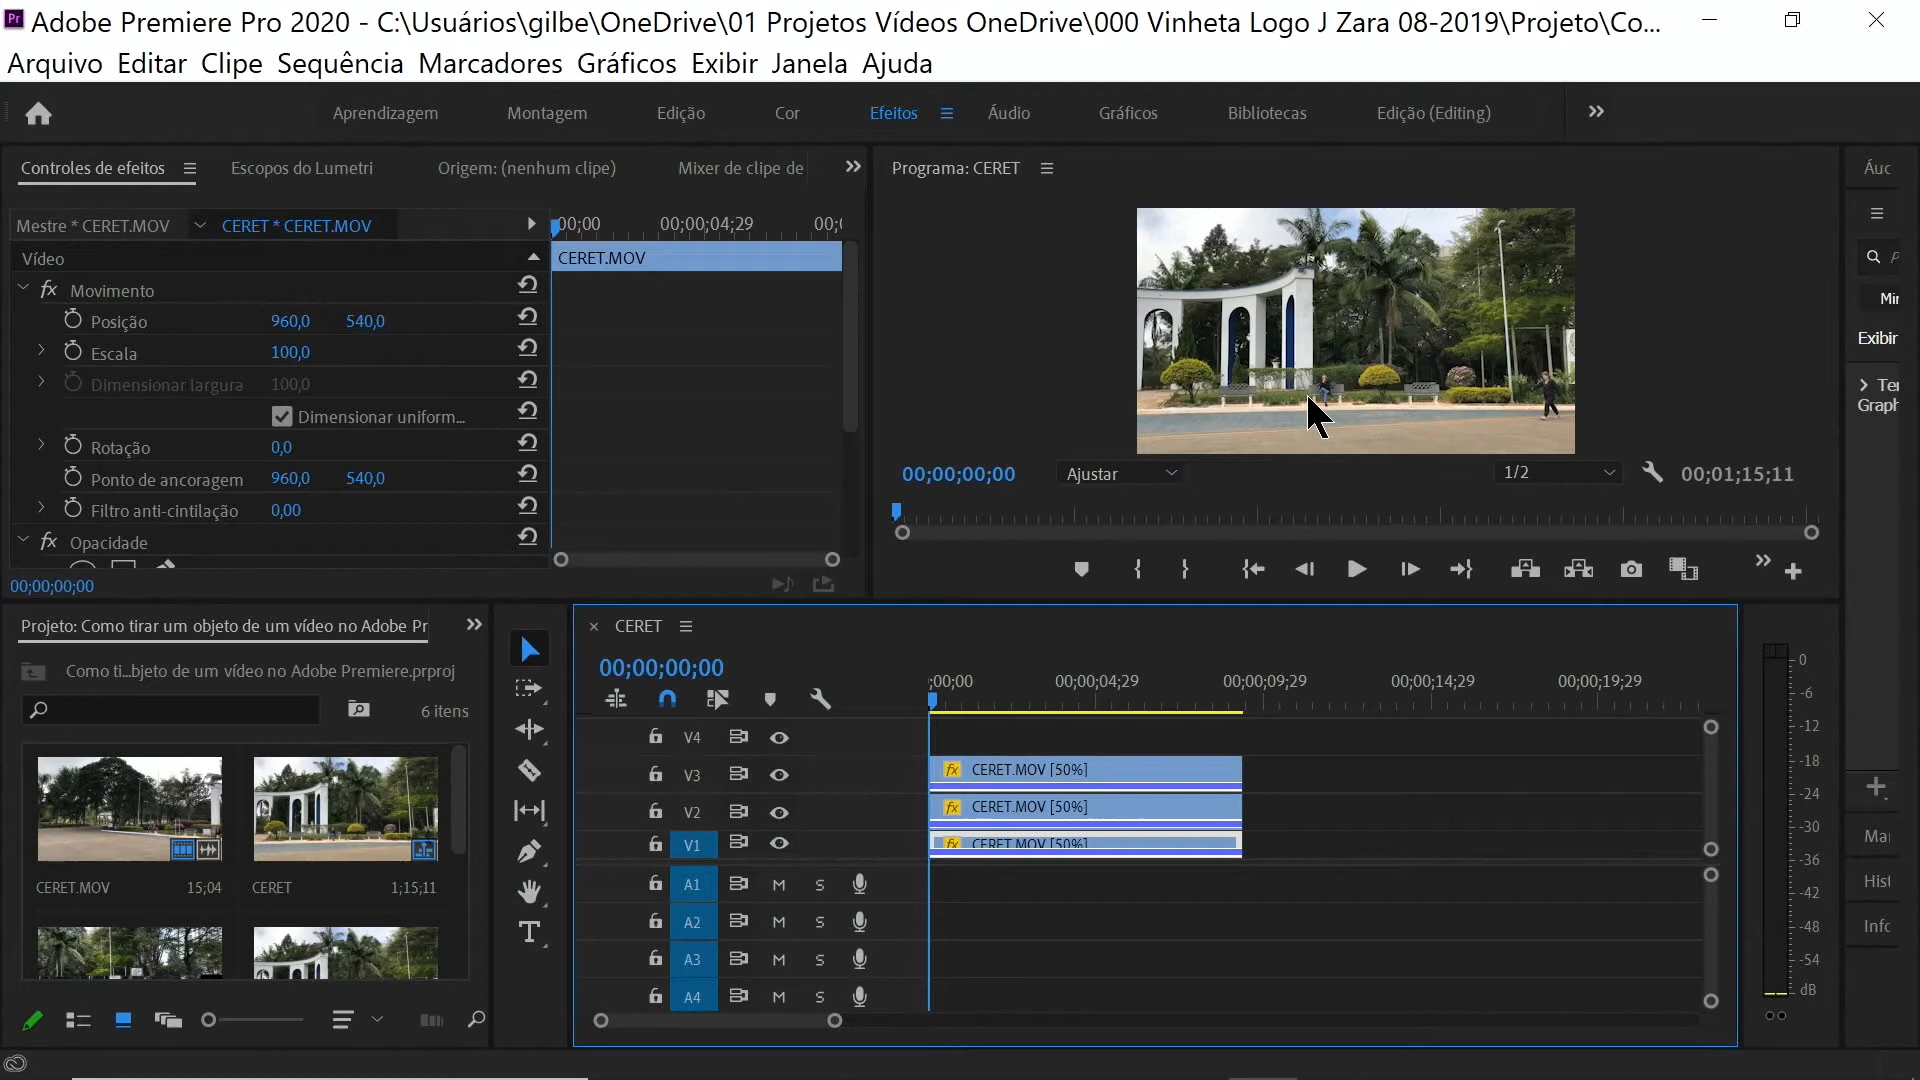 Adobe Premiere Pro 2020 - C:\Usuários\gilbe\OneDrive\01 Projetos Vídeos OneDrive\000 Vinheta Logo J Zara 08-2019\Projeto\Co...
Arquivo Editar Clipe Sequência Marcadores Gráficos Exibir Janela Ajuda
Aprendizagem Montagem Edição Cor Efeitos Áudio Gráficos Bibliotecas Edição (Editing)
Controles de efeitos Escopos do Lumetri Origem: (nenhum clipe) Mixer de clipe de
Mestre * CERET.MOV CERET * CERET.MOV
00;00 00;00;04;29
Vídeo
CERET.MOV
fx Movimento
Posição 960,0 540,0
Escala 100,0
Dimensionar largura 100,0
Dimensionar uniform...
Rotação 0,0
Ponto de ancoragem 960,0 540,0
Filtro anti-cintilação 0,00
fx Opacidade
00;00;00;00
Programa: CERET
00;00;00;00 Ajustar 1/2 00;01;15;11
Exibir
Projeto: Como tirar um objeto de um vídeo no Adobe Pr
Como ti...bjeto de um vídeo no Adobe Premiere.prproj
6 itens
CERET.MOV 15;04
CERET 1;15;11
CERET
00;00;00;00
;00;00 00;00;04;29 00;00;09;29 00;00;14;29 00;00;19;29
V4
V3 fx CERET.MOV [50%]
V2 fx CERET.MOV [50%]
V1 fx CERET.MOV [50%]
A1 M S
A2 M S
A3 M S
A4 M S
0
-6
-12
-18
-24
-30
-36
-42
-48
-54
dB